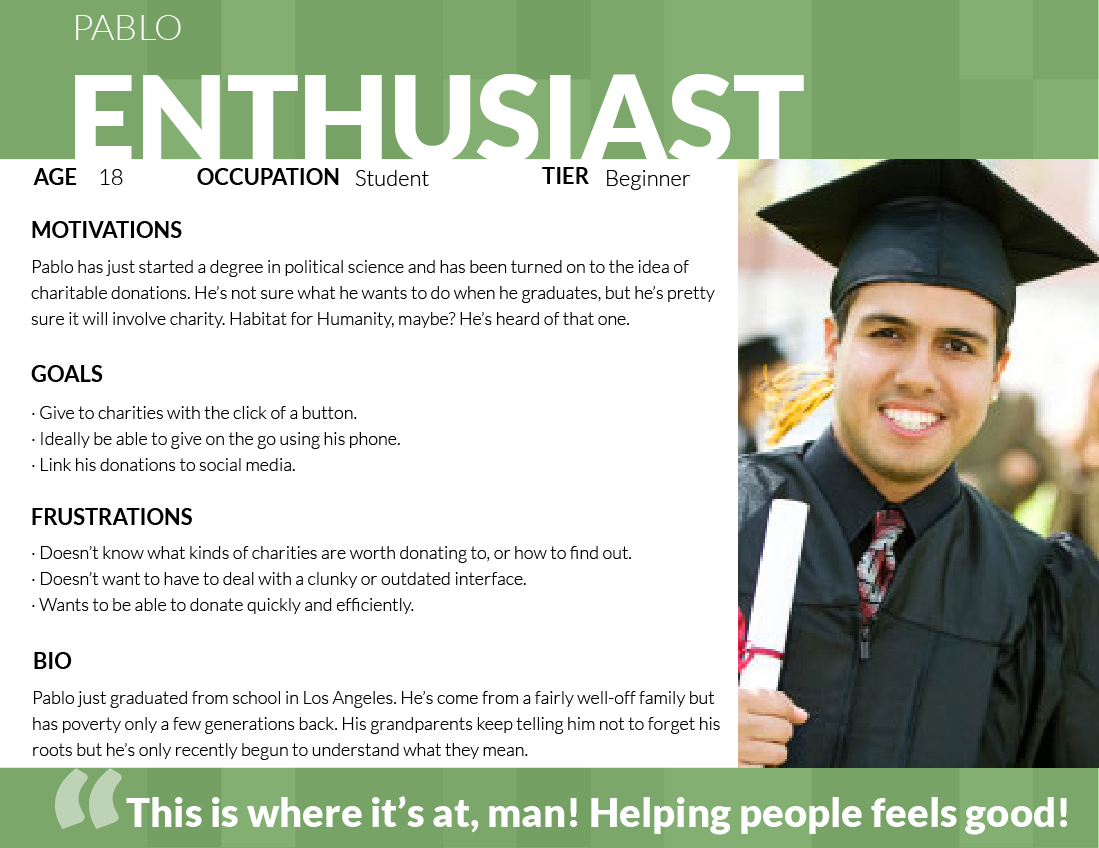 PABLO
ENTHUSIAST
AGE 18 OCCUPATION Student TIER Beginner
MOTIVATIONS
Pablo has just started a degree in political science and has been turned on to the idea of
charitable donations. He’s not sure what he wants to do when he graduates, but he’s pretty
sure it will involve charity. Habitat for Humanity, maybe? He’s heard of that one.
GOALS
· Give to charities with the click of a button.
· Ideally be able to give on the go using his phone.
· Link his donations to social media.
FRUSTRATIONS
· Doesn’t know what kinds of charities are worth donating to, or how to find out.
· Doesn’t want to have to deal with a clunky or outdated interface.
· Wants to be able to donate quickly and efficiently.
BIO
Pablo just graduated from school in Los Angeles. He’s come from a fairly well-off family but
has poverty only a few generations back. His grandparents keep telling him not to forget his
roots but he’s only recently begun to understand what they mean.
“This is where it’s at, man! Helping people feels good!